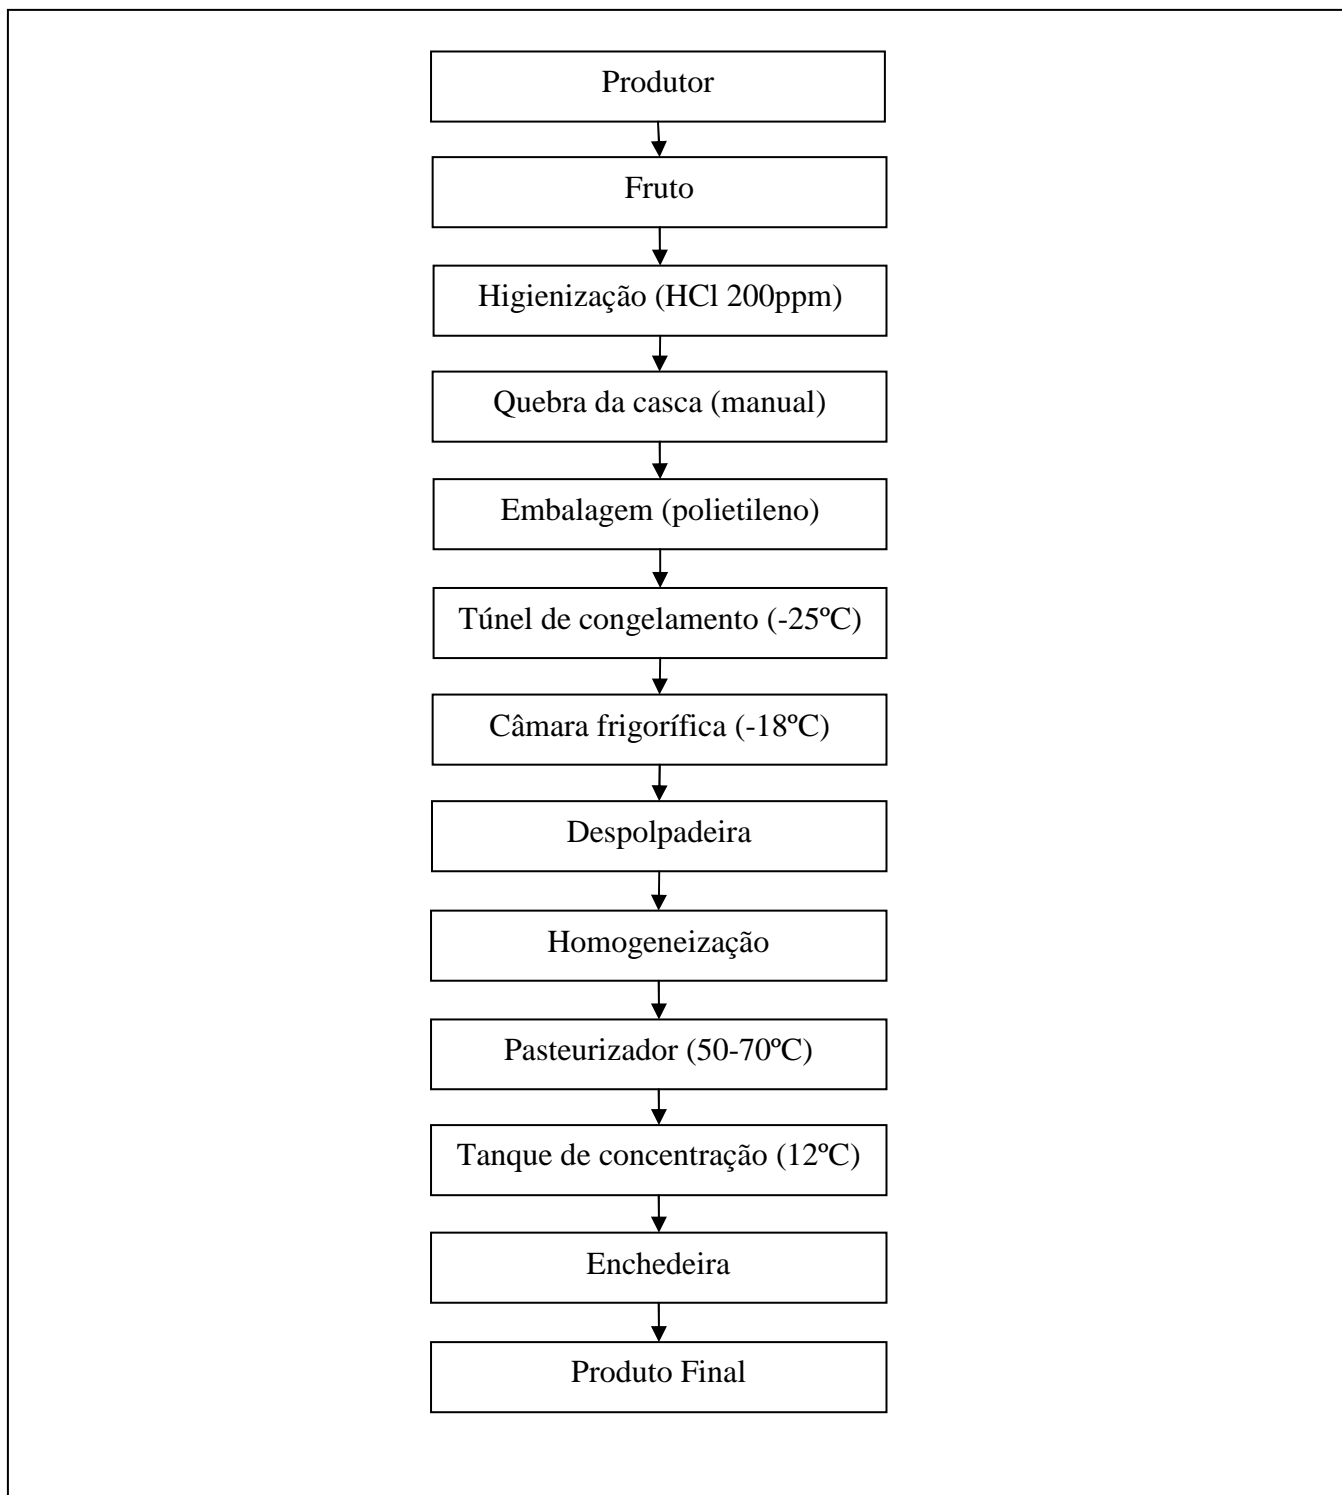 Produtor
Fruto
Higienização (HCl 200ppm)
Quebra da casca (manual)
Embalagem (polietileno)
Túnel de congelamento (-25ºC)
Câmara frigorífica (-18ºC)
Despolpadeira
Homogeneização
Pasteurizador (50-70ºC)
Tanque de concentração (12ºC)
Enchedeira
Produto Final